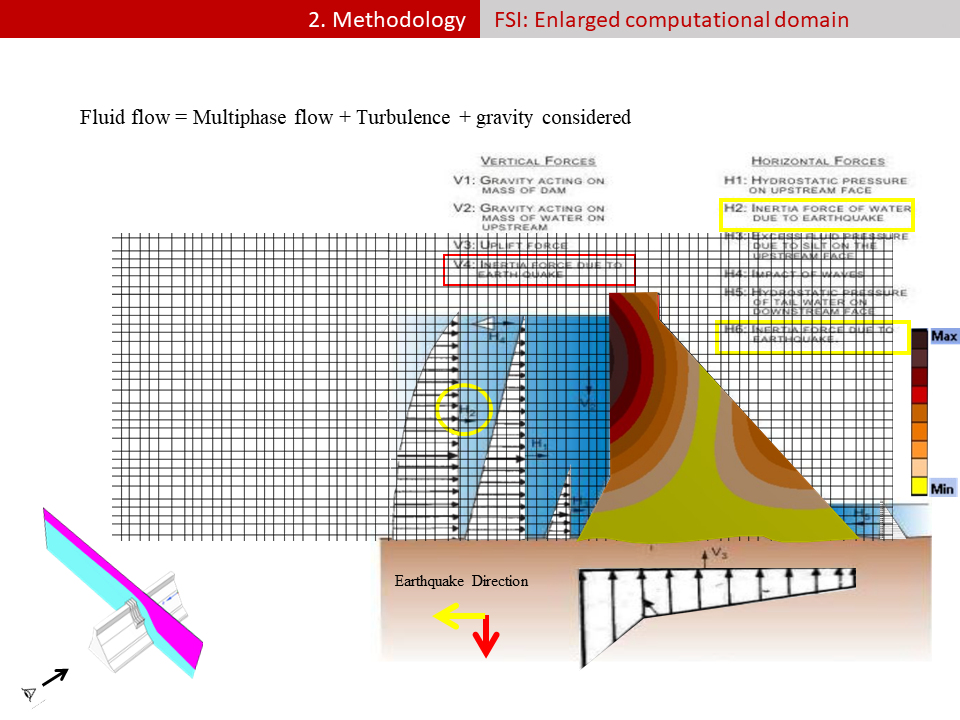 2. Methodology
FSI: Enlarged computational domain
Fluid flow = Multiphase flow + Turbulence + gravity considered
VERTICAL FORCES
V1: GRAVITY ACTING ON
MASS OF DAM
V2: GRAVITY ACTING ON
MASS OF WATER ON
UPSTREAM
V3: UPLIFT FORCE
V4: INERTIA FORCE DUE TO
EARTH QUAKE
HORIZONTAL FORCES
H1: HYDROSTATIC PRESSURE
ON UPSTREAM FACE
H2: INERTIA FORCE OF WATER
DUE TO EARTHQUAKE
H3: EXCESS FLUID PRESSURE
DUE TO SILT ON THE
UPSTREAM FACE
H4: IMPACT OF WAVES
H5: HYDROSTATIC PRESSURE
OF TAIL WATER ON
DOWNSTREAM FACE
H6: INERTIA FORCE DUE TO
EARTHQUAKE.
Max
H4
H2
H1
Min
H3
H5
V3
Earthquake Direction